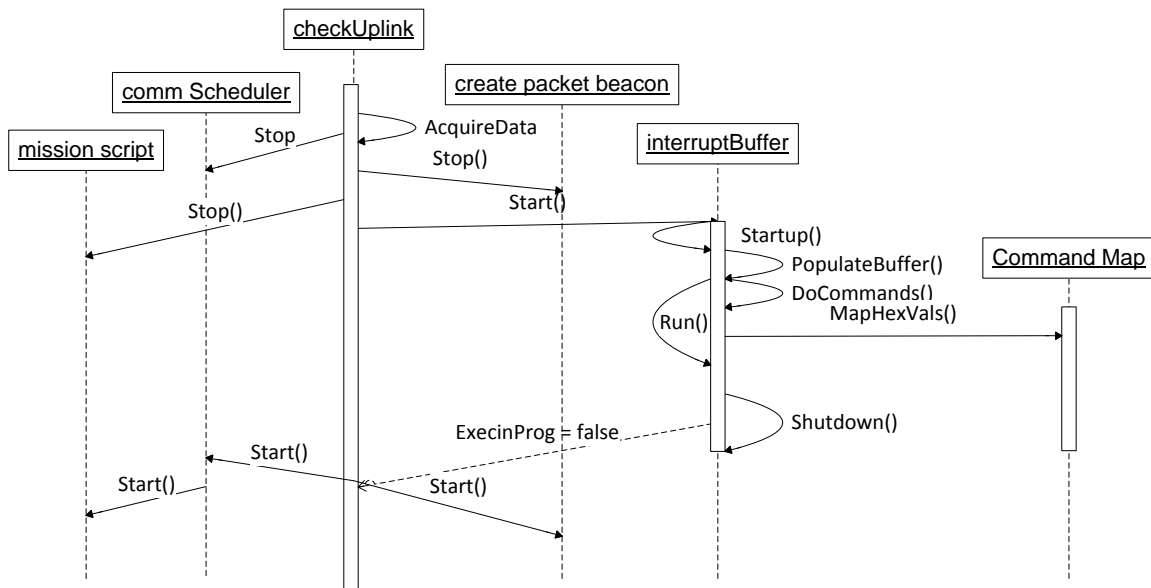 checkUplink
comm Scheduler
create packet beacon
mission script
AcquireData
interruptBuffer
Stop
Stop()
Stop()
Start()
Startup()
PopulateBuffer()
Command Map
DoCommands()
MapHexVals()
Run()
Shutdown()
ExecinProg = false
Start()
Start()
Start()